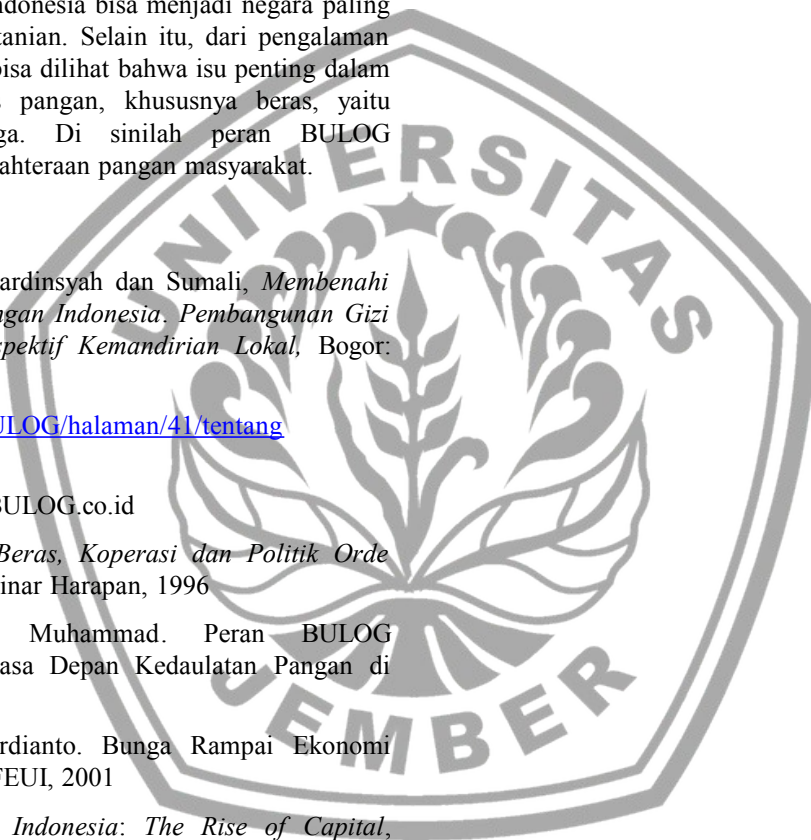 ndonesia bisa menjadi negara paling
tanian. Selain itu, dari pengalaman
bisa dilihat bahwa isu penting dalam
pangan, khususnya beras, yaitu
ga. Di sinilah peran BULOG
ahteraan pangan masyarakat.
ardinsyah dan Sumali, Membenahi
ngan Indonesia. Pembangunan Gizi
spektif Kemandirian Lokal, Bogor:
ULOG/halaman/41/tentang
BULOG.co.id
Beras, Koperasi dan Politik Orde
inar Harapan, 1996
Muhammad. Peran BULOG
asa Depan Kedaulatan Pangan di
rdianto. Bunga Rampai Ekonomi
FEUI, 2001
Indonesia: The Rise of Capital,
UNIVERSITAS
JEMBER